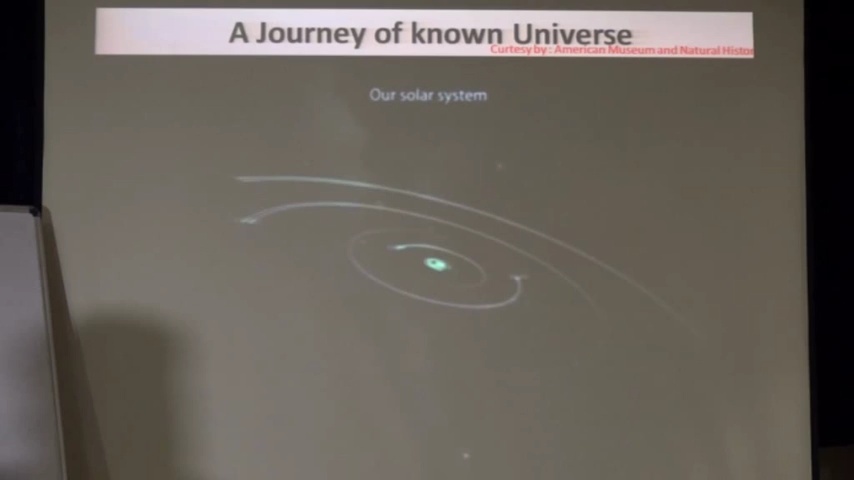 A Journey of known Universe
Curtesy by : American Museum and Natural Histor
Our solar system